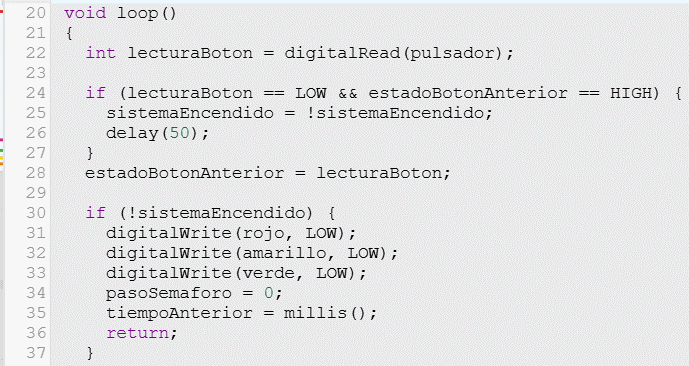 20 void loop()
21 {
22 int lecturaBoton = digitalRead(pulsador);
23
24 if (lecturaBoton == LOW && estadoBotonAnterior == HIGH) {
25 sistemaEncendido = !sistemaEncendido;
26 delay(50);
27 }
28 estadoBotonAnterior = lecturaBoton;
29
30 if (!sistemaEncendido) {
31 digitalWrite(rojo, LOW);
32 digitalWrite(amarillo, LOW);
33 digitalWrite(verde, LOW);
34 pasoSemaforo = 0;
35 tiempoAnterior = millis();
36 return;
37 }